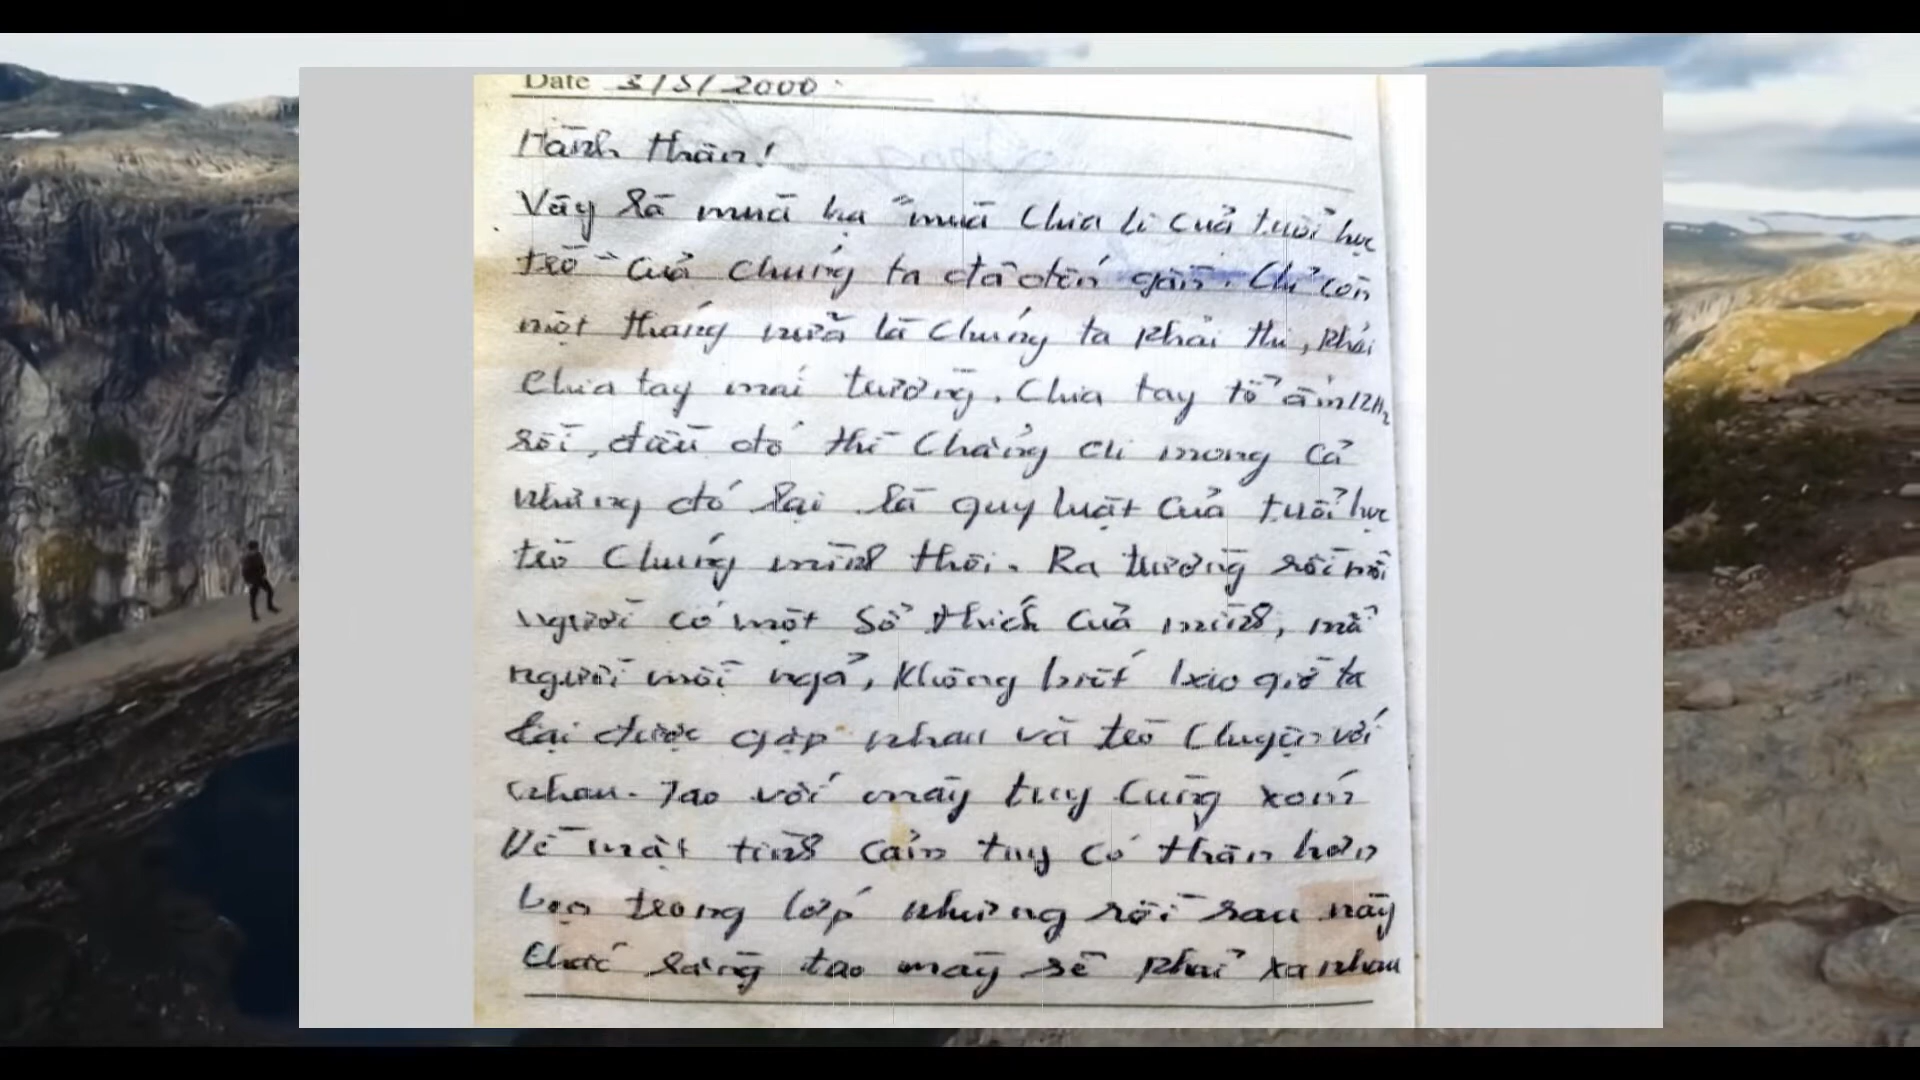 Date 3/5/2000
Hành thân!
Vậy là mùa hạ "mùa chia li của tuổi học
trò" của chúng ta đã đến gần. Chỉ còn
một tháng nữa là chúng ta phải thi, phải
chia tay mái trường. Chia tay tổ ấm 12A2
rồi, điều đó thì chẳng ai mong cả
nhưng đó lại là quy luật của tuổi học
trò chúng mình thôi. Ra trường rồi mỗi
người có một sở thích của mình, mỗi
người mỗi ngả, không biết bao giờ ta
lại được gặp nhau và trò chuyện với
nhau. Tao với mày tuy cùng xóm
Về mặt tình cảm tuy có thân hơn
bạn trong lớp nhưng rồi sau này
chắc rằng tao mày sẽ phải xa nhau